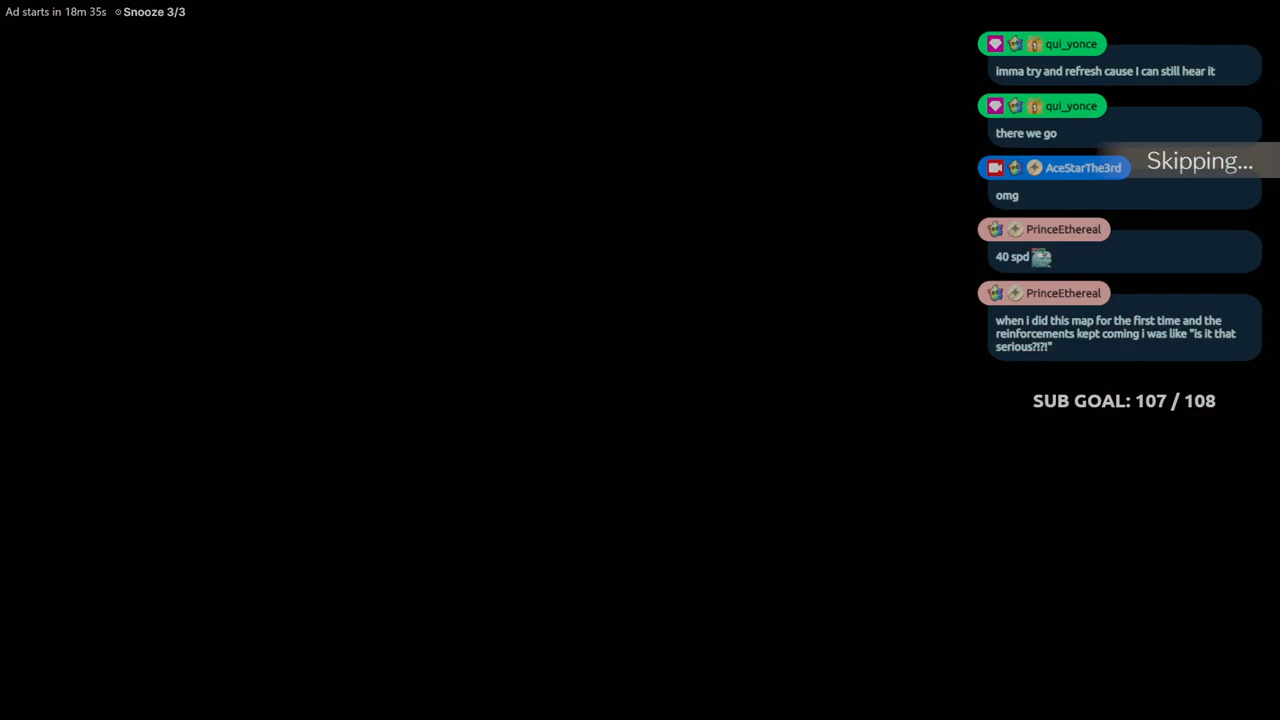 Ad starts in 18m 35s Snooze 3/3
qui_yonce
Imma try and refresh cause I can still hear it
qui_yonce
there we go
Skipping...
AceStarThe3rd
omg
PrinceEthereal
40 spd
PrinceEthereal
when i did this map for the first time and the
reinforcements kept coming i was like "is it that
serious?!?!"
SUB GOAL: 107 / 108